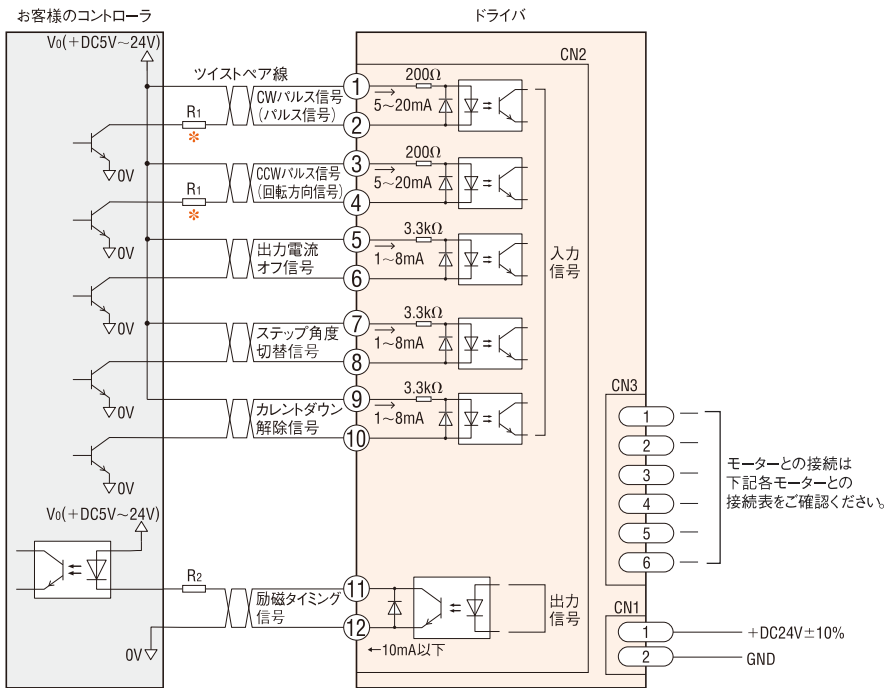 お客様のコントローラ
ドライバ
V0(+DC5V~24V)
CN2
ツイストペア線
1
200Ω
CWパルス信号
(パルス信号)
5~20mA
R1
*
2
0V
3
200Ω
CCWパルス信号
(回転方向信号)
5~20mA
R1
*
4
0V
5
3.3kΩ
出力電流
オフ信号
1~8mA
入力
信号
6
0V
7
3.3kΩ
ステップ角度
切替信号
1~8mA
8
0V
9
3.3kΩ
カレントダウン
解除信号
1~8mA
10
0V
CN3
1
2
3
4
5
6
モーターとの接続は
下記各モーターとの
接続表をご確認ください。
V0(+DC5V~24V)
R2
11
励磁タイミング
信号
12
出力
信号
0V
←10mA以下
CN1
1
+DC24V±10%
2
GND